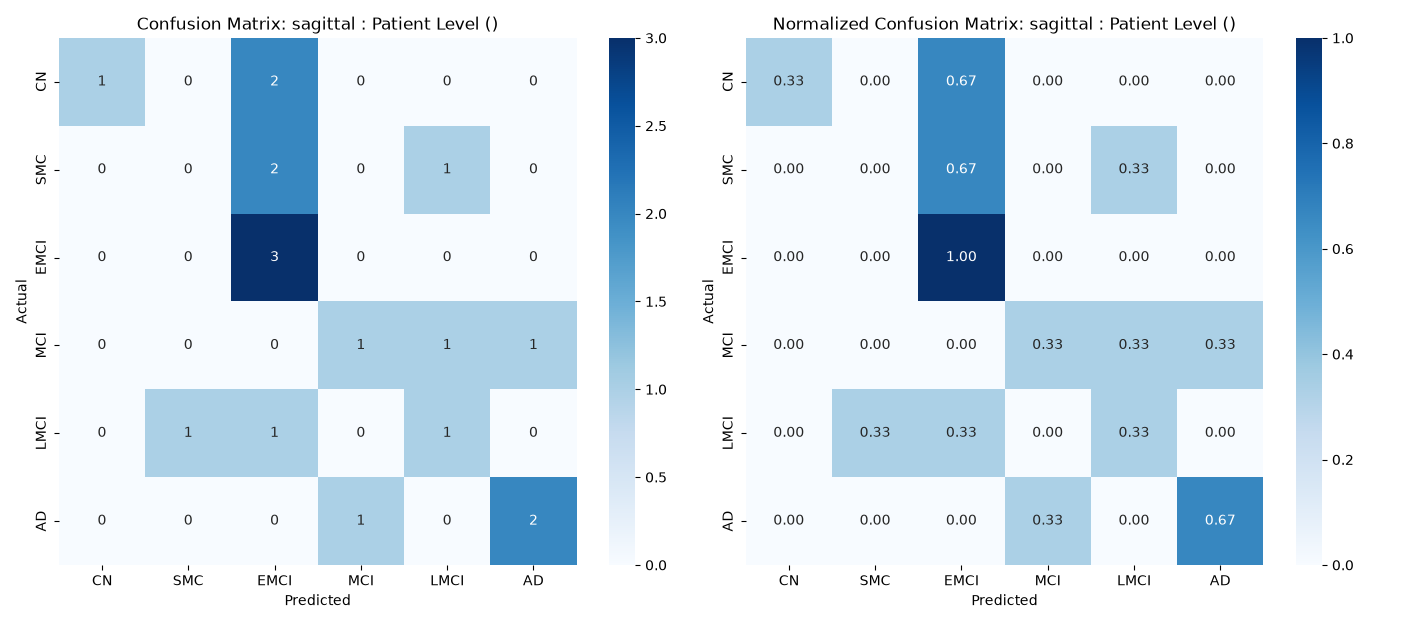 Confusion Matrix: sagittal : Patient Level ()
CN 1 0 2 0 0 0
SMC 0 0 2 0 1 0
EMCI 0 0 3 0 0 0
MCI 0 0 0 1 1 1
LMCI 0 1 1 0 1 0
AD 0 0 0 1 0 2
Actual
CN SMC EMCI MCI LMCI AD
Predicted
3.0
2.5
2.0
1.5
1.0
0.5
0.0
Normalized Confusion Matrix: sagittal : Patient Level ()
CN 0.33 0.00 0.67 0.00 0.00 0.00
SMC 0.00 0.00 0.67 0.00 0.33 0.00
EMCI 0.00 0.00 1.00 0.00 0.00 0.00
MCI 0.00 0.00 0.00 0.33 0.33 0.33
LMCI 0.00 0.33 0.33 0.00 0.33 0.00
AD 0.00 0.00 0.00 0.33 0.00 0.67
Actual
CN SMC EMCI MCI LMCI AD
Predicted
1.0
0.8
0.6
0.4
0.2
0.0